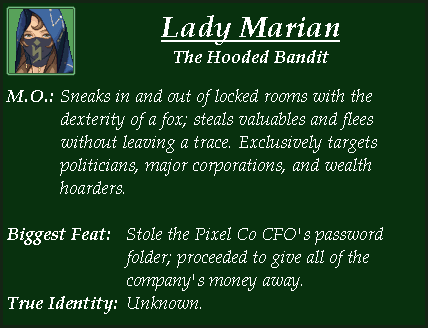 Lady Marian
The Hooded Bandit
M.O.: Sneaks in and out of locked rooms with the
dexterity of a fox; steals valuables and flees
without leaving a trace. Exclusively targets
politicians, major corporations, and wealth
hoarders.
Biggest Feat: Stole the Pixel Co CFO's password
folder; proceeded to give all of the
company's money away.
True Identity: Unknown.